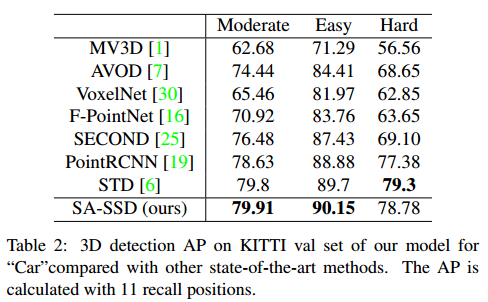 Moderate Easy Hard
MV3D [1] 62.68 71.29 56.56
AVOD [7] 74.44 84.41 68.65
VoxelNet [30] 65.46 81.97 62.85
F-PointNet [16] 70.92 83.76 63.65
SECOND [25] 76.48 87.43 69.10
PointRCNN [19] 78.63 88.88 77.38
STD [6] 79.8 89.7 79.3
SA-SSD (ours) 79.91 90.15 78.78
Table 2: 3D detection AP on KITTI val set of our model for
“Car”compared with other state-of-the-art methods. The AP is
calculated with 11 recall positions.